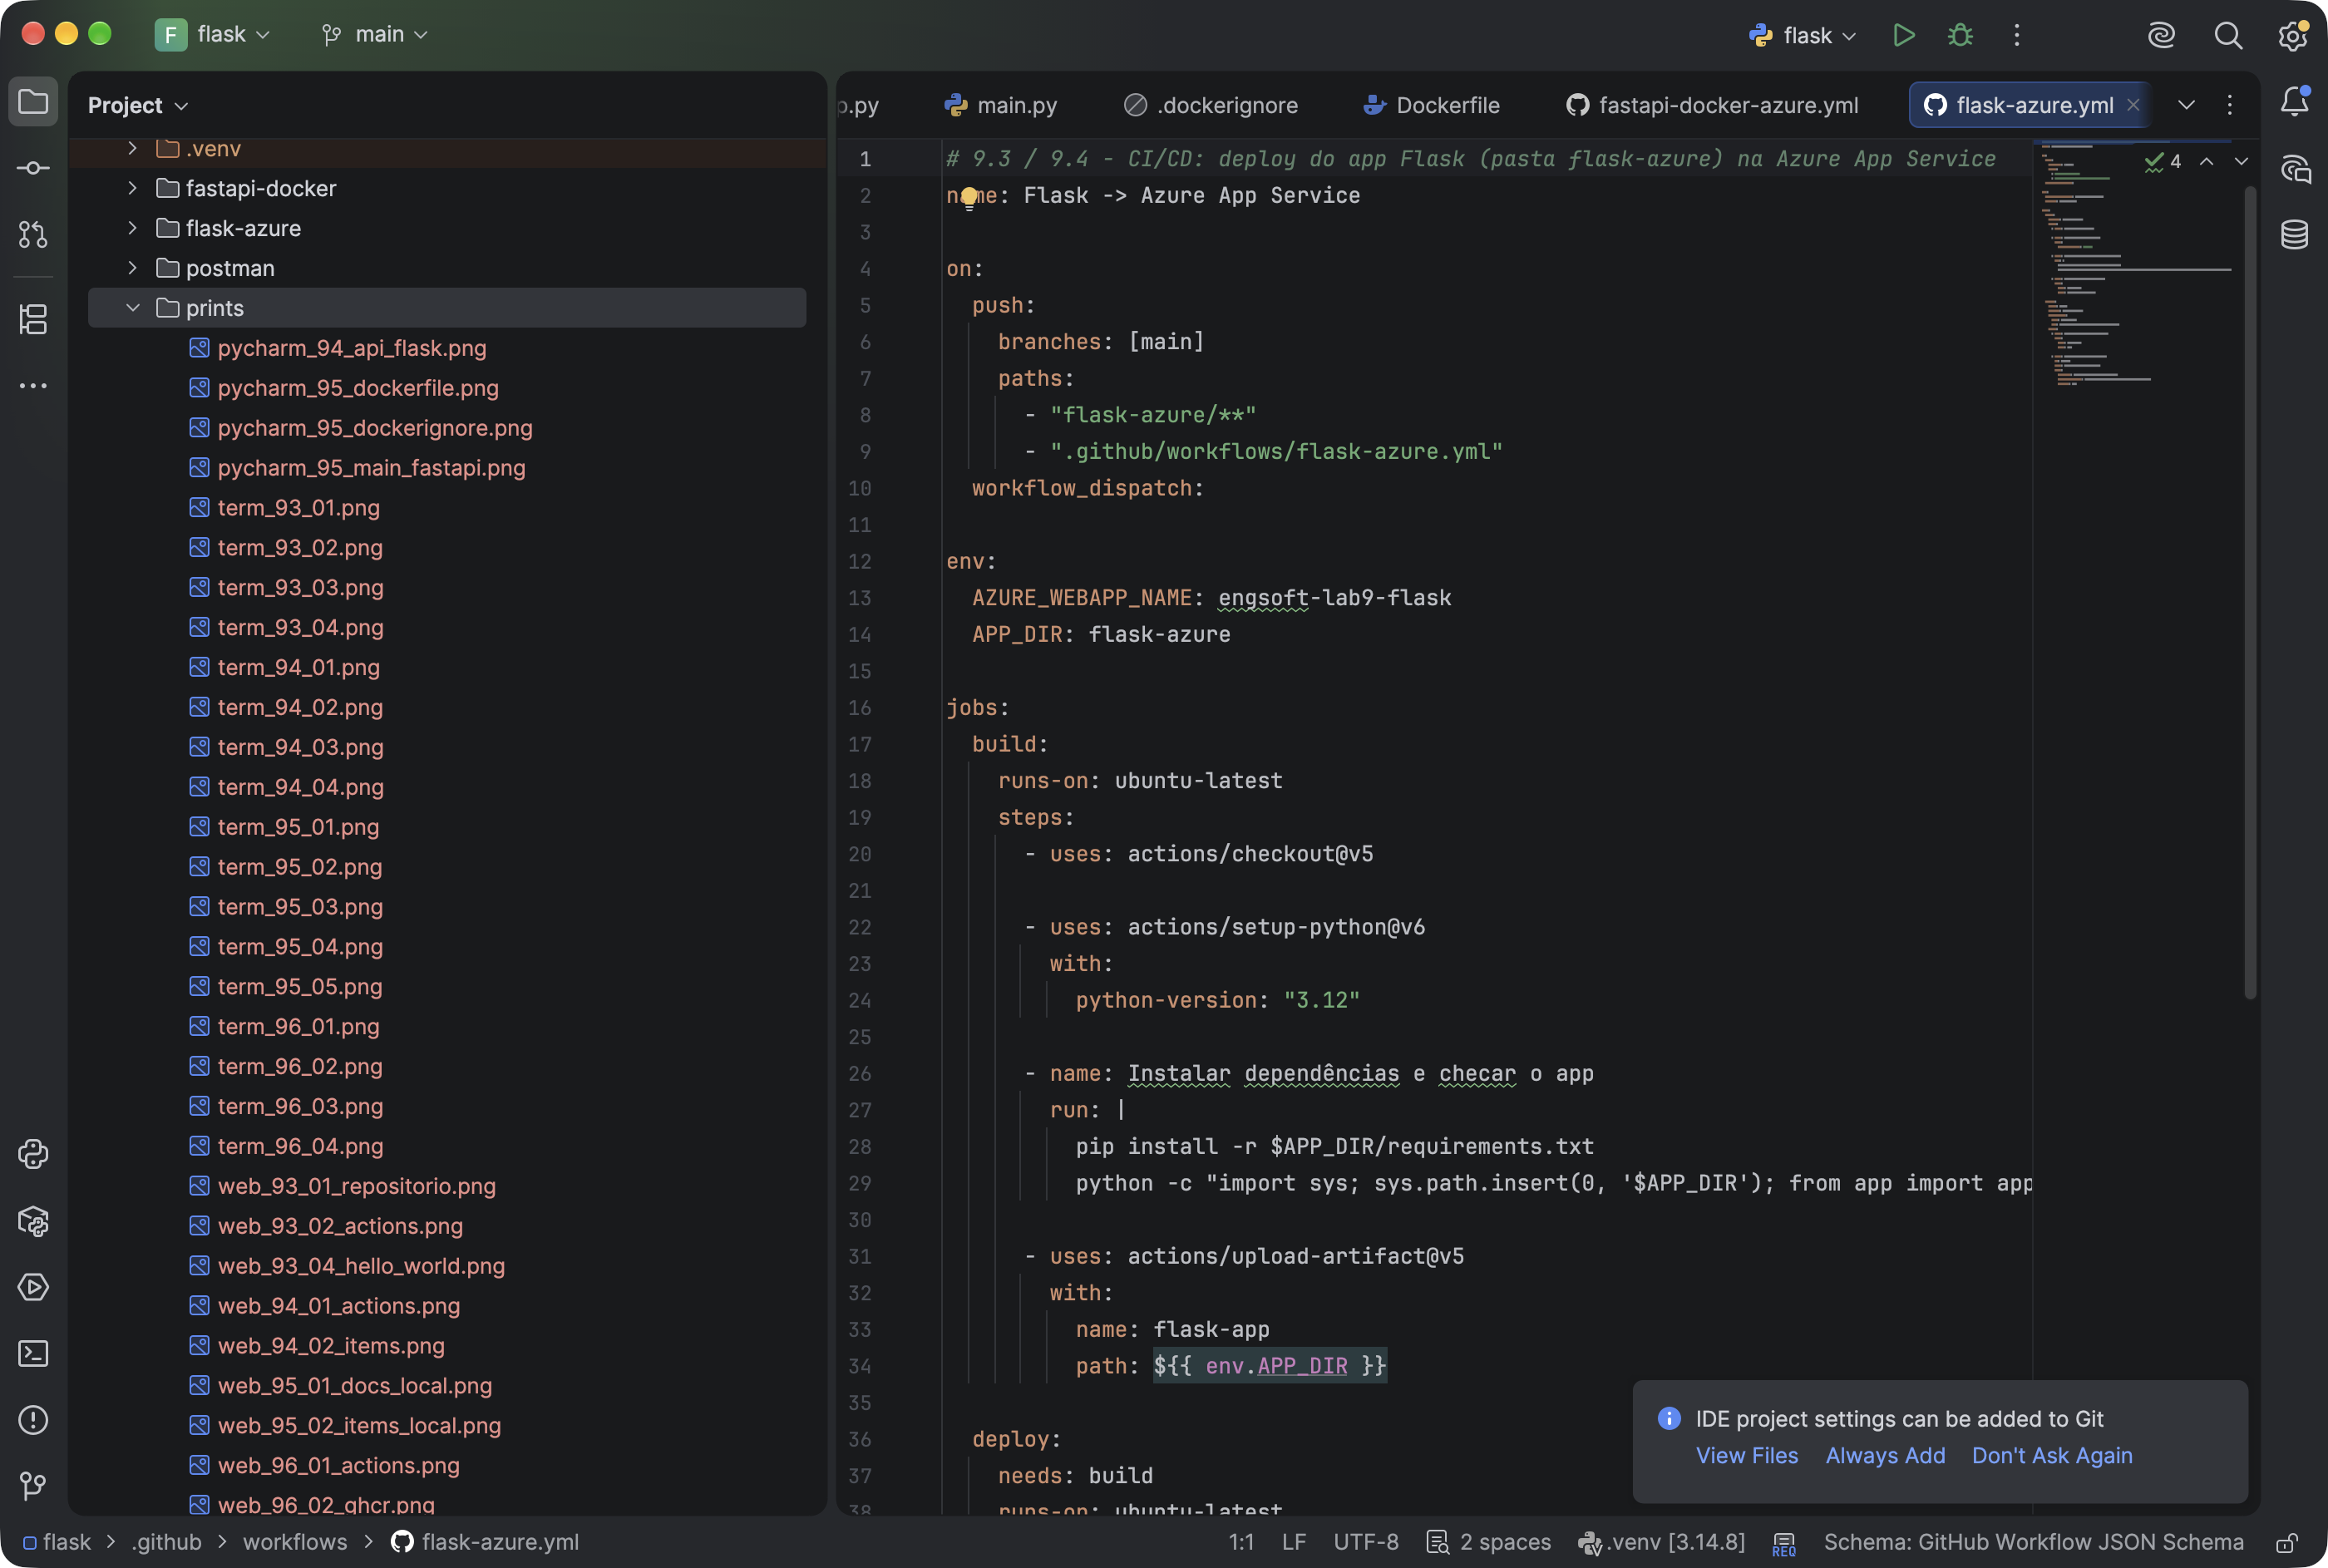 F flask main flask
Project
p.py main.py .dockerignore Dockerfile fastapi-docker-azure.yml flask-azure.yml
.venv
fastapi-docker
flask-azure
postman
prints
pycharm_94_api_flask.png
pycharm_95_dockerfile.png
pycharm_95_dockerignore.png
pycharm_95_main_fastapi.png
term_93_01.png
term_93_02.png
term_93_03.png
term_93_04.png
term_94_01.png
term_94_02.png
term_94_03.png
term_94_04.png
term_95_01.png
term_95_02.png
term_95_03.png
term_95_04.png
term_95_05.png
term_96_01.png
term_96_02.png
term_96_03.png
term_96_04.png
web_93_01_repositorio.png
web_93_02_actions.png
web_93_04_hello_world.png
web_94_01_actions.png
web_94_02_items.png
web_95_01_docs_local.png
web_95_02_items_local.png
web_96_01_actions.png
web_96_02_ghcr.png
4
1 # 9.3 / 9.4 - CI/CD: deploy do app Flask (pasta flask-azure) na Azure App Service
2 name: Flask -> Azure App Service
3
4 on:
5 push:
6 branches: [main]
7 paths:
8 - "flask-azure/**"
9 - ".github/workflows/flask-azure.yml"
10 workflow_dispatch:
11
12 env:
13 AZURE_WEBAPP_NAME: engsoft-lab9-flask
14 APP_DIR: flask-azure
15
16 jobs:
17 build:
18 runs-on: ubuntu-latest
19 steps:
20 - uses: actions/checkout@v5
21
22 - uses: actions/setup-python@v6
23 with:
24 python-version: "3.12"
25
26 - name: Instalar dependências e checar o app
27 run: |
28 pip install -r $APP_DIR/requirements.txt
29 python -c "import sys; sys.path.insert(0, '$APP_DIR'); from app import app
30
31 - uses: actions/upload-artifact@v5
32 with:
33 name: flask-app
34 path: ${{ env.APP_DIR }}
35
36 deploy:
37 needs: build
38 runs-on: ubuntu-latest
IDE project settings can be added to Git
View Files Always Add Don't Ask Again
flask > .github > workflows > flask-azure.yml
1:1 LF UTF-8 2 spaces .venv [3.14.8] REQ Schema: GitHub Workflow JSON Schema